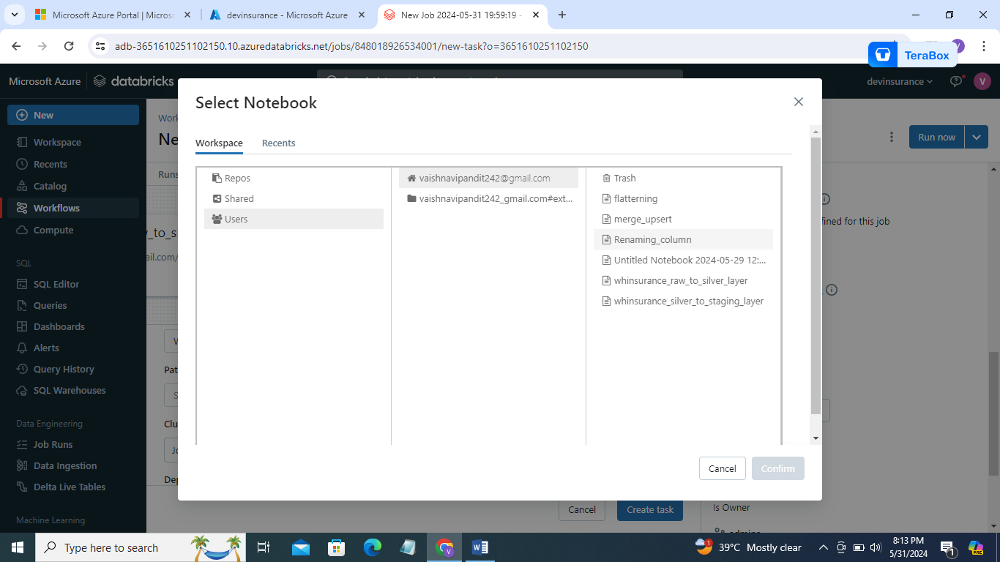 Microsoft Azure Portal | Microso
devinsurance - Microsoft Azure
New Job 2024-05-31 19:59:19 -
adb-3651610251102150.10.azuredatabricks.net/jobs/848018926534001/new-task?o=3651610251102150
TeraBox
Microsoft Azure
databricks
devinsurance
V
New
Workspace
Recents
Catalog
Workflows
Compute
SQL
SQL Editor
Queries
Dashboards
Alerts
Query History
SQL Warehouses
Data Engineering
Job Runs
Data Ingestion
Delta Live Tables
Machine Learning
Work
Ne
Runs
_to_s
ail.com/
Pat
Clu
Jo
Dep
Run now
fined for this job
Select Notebook
Workspace
Recents
Repos
Shared
Users
vaishnavipandit242@gmail.com
vaishnavipandit242_gmail.com#ext...
Trash
flatterning
merge_upsert
Renaming_column
Untitled Notebook 2024-05-29 12:...
whinsurance_raw_to_silver_layer
whinsurance_silver_to_staging_layer
Cancel
Confirm
Cancel
Create task
Is Owner
Type here to search
39°C Mostly clear
8:13 PM
5/31/2024
1